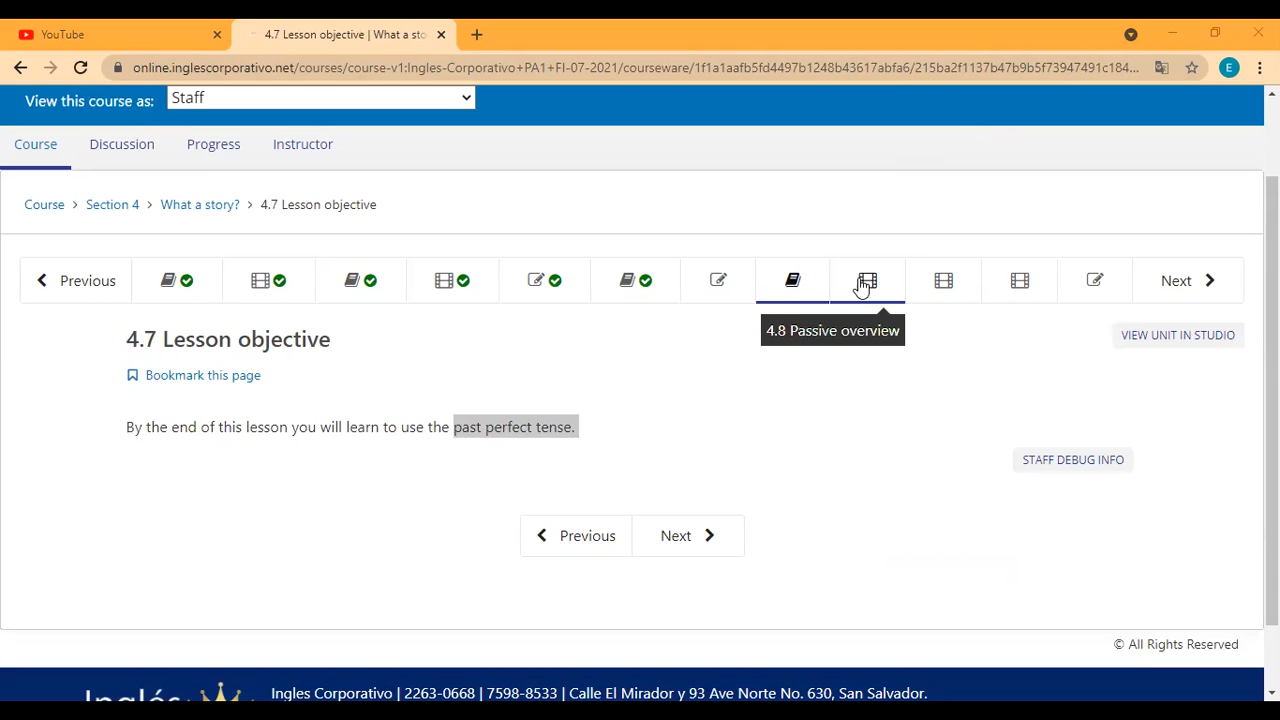 YouTube
4.7 Lesson objective | What a sto
online.inglescorporativo.net/courses/course-v1:Ingles-Corporativo+PA1+FI-07-2021/courseware/1f1a1aafb5fd4497b1248b43617abfa6/215ba2f1137b47b9b5f73947491c184...
E
View this course as:
Staff
Course
Discussion
Progress
Instructor
Course > Section 4 > What a story? > 4.7 Lesson objective
Previous
Next
4.8 Passive overview
4.7 Lesson objective
VIEW UNIT IN STUDIO
Bookmark this page
By the end of this lesson you will learn to use the past perfect tense.
STAFF DEBUG INFO
Previous
Next
© All Rights Reserved
Inglés
Ingles Corporativo | 2263-0668 | 7598-8533 | Calle El Mirador y 93 Ave Norte No. 630, San Salvador.